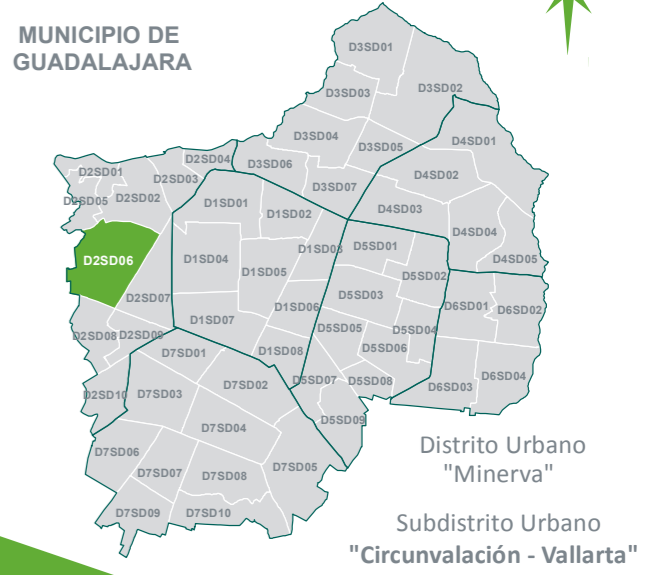 MUNICIPIO DE
GUADALAJARA
D3SD01
D3SD02
D3SD03
D3SD04
D4SD01
D3SD05
D2SD04
D3SD06
D2SD01
D2SD03
D4SD02
D3SD07
D2SD05
D2SD02
D1SD01
D1SD02
D4SD03
D4SD04
D1SD03
D5SD01
D2SD06
D1SD04
D4SD05
D1SD05
D5SD02
D2SD07
D5SD03
D1SD06
D6SD01
D6SD02
D1SD07
D5SD05
D5SD04
D2SD08
D2SD09
D5SD06
D7SD01
D1SD08
D5SD07
D5SD08
D6SD04
D7SD02
D6SD03
D2SD10
D7SD03
D5SD09
D7SD04
Distrito Urbano
"Minerva"
D7SD06
D7SD07
D7SD08
D7SD05
D7SD09
D7SD10
Subdistrito Urbano
"Circunvalación - Vallarta"